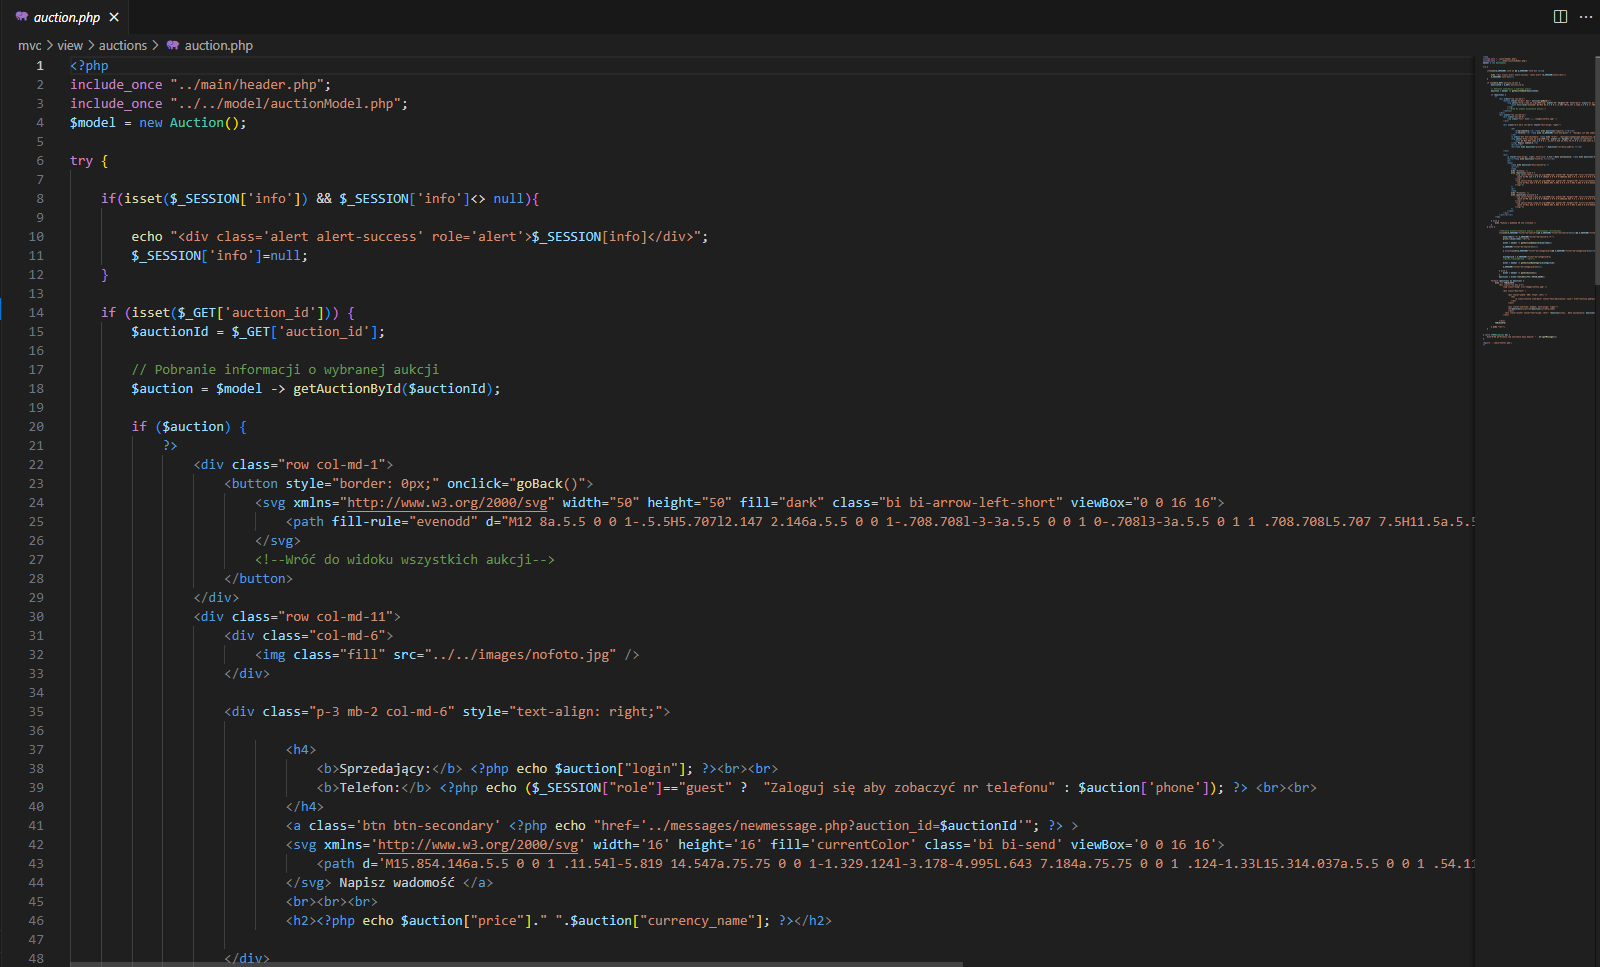 auction.php
mvc > view > auctions > auction.php
1 <?php
2 include_once "../main/header.php";
3 include_once "../../model/auctionModel.php";
4 $model = new Auction();
5
6 try {
7
8 if(isset($_SESSION['info']) && $_SESSION['info']<> null){
9
10 echo "<div class='alert alert-success' role='alert'>$_SESSION[info]</div>";
11 $_SESSION['info']=null;
12 }
13
14 if (isset($_GET['auction_id'])) {
15 $auctionId = $_GET['auction_id'];
16
17 // Pobranie informacji o wybranej aukcji
18 $auction = $model -> getAuctionById($auctionId);
19
20 if ($auction) {
21 ?>
22 <div class="row col-md-1">
23 <button style="border: 0px;" onclick="goBack()">
24 <svg xmlns="http://www.w3.org/2000/svg" width="50" height="50" fill="dark" class="bi bi-arrow-left-short" viewBox="0 0 16 16">
25 <path fill-rule="evenodd" d="M12 8a.5.5 0 0 1-.5.5H5.707l2.147 2.146a.5.5 0 0 1-.708.708l-3-3a.5.5 0 0 1 0-.708l3-3a.5.5 0 1 1 .708.708L5.707 7.5H11.5a.5.5
26 </svg>
27 <!--Wróć do widoku wszystkich aukcji-->
28 </button>
29 </div>
30 <div class="row col-md-11">
31 <div class="col-md-6">
32 <img class="fill" src="../../images/nofoto.jpg" />
33 </div>
34
35 <div class="p-3 mb-2 col-md-6" style="text-align: right;">
36
37 <h4>
38 <b>Sprzedający:</b> <?php echo $auction["login"]; ?><br><br>
39 <b>Telefon:</b> <?php echo ($_SESSION["role"]=="guest" ?  "Zaloguj się aby zobaczyć nr telefonu" : $auction['phone']); ?> <br><br>
40 </h4>
41 <a class='btn btn-secondary' <?php echo "href='../messages/newmessage.php?auction_id=$auctionId'"; ?> >
42 <svg xmlns='http://www.w3.org/2000/svg' width='16' height='16' fill='currentColor' class='bi bi-send' viewBox='0 0 16 16'>
43 <path d='M15.854.146a.5.5 0 0 1 .11.54l-5.819 14.547a.75.75 0 0 1-1.329.124l-3.178-4.995L.643 7.184a.75.75 0 0 1 .124-1.33L15.314.037a.5.5 0 0 1 .54.11
44 </svg> Napisz wadomość </a>
45 <br><br><br>
46 <h2><?php echo $auction["price"]." ".$auction["currency_name"]; ?></h2>
47
48 </div>